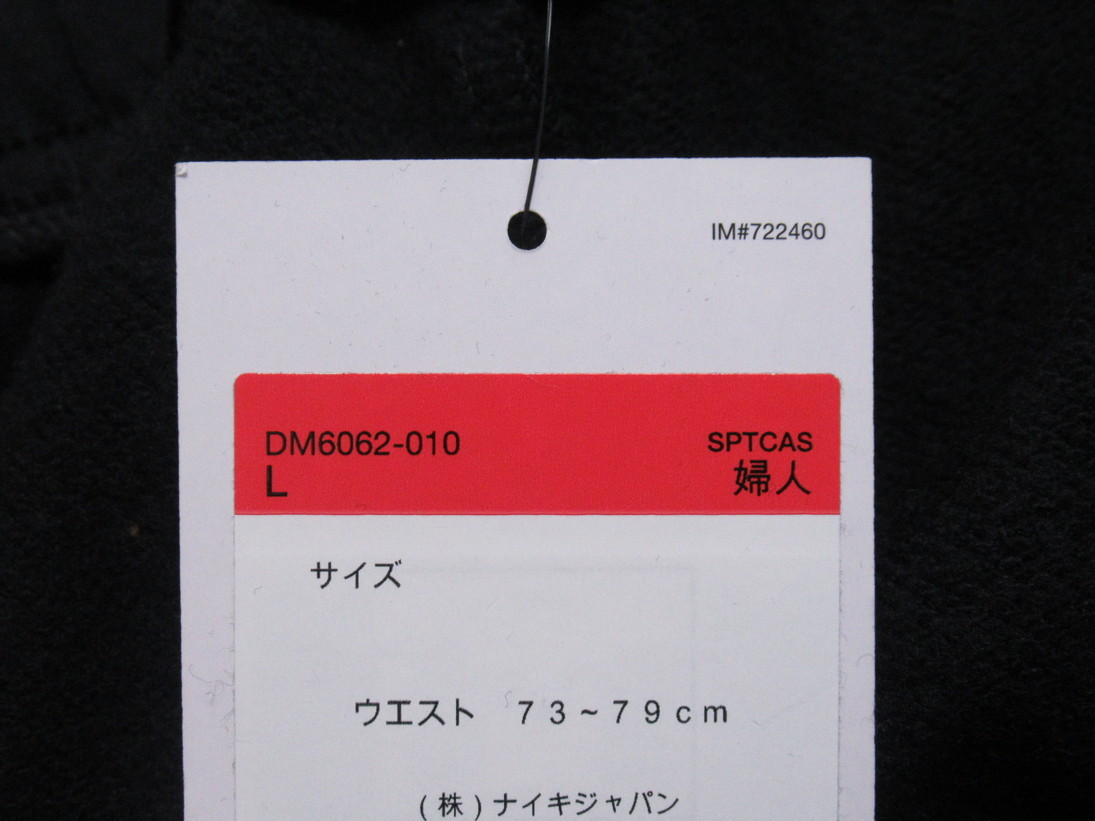 IM#722460
DM6062-010 SPTCAS
L 婦人
サイズ
ウエスト ７３~７９ｃｍ
(株)ナイキジャパン